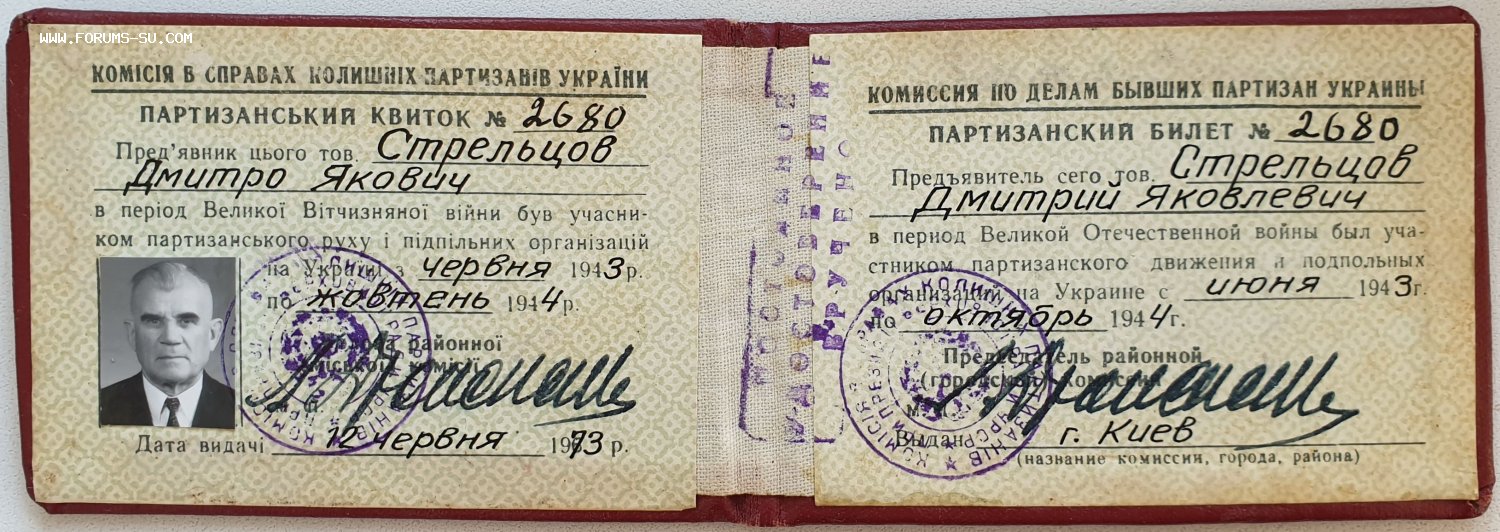 www.forums-su.com
КОМІСІЯ В СПРАВАХ КОЛИШНІХ ПАРТИЗАНІВ УКРАЇНИ
ПАРТИЗАНСЬКИЙ КВИТОК № 2680
Пред'явник цього тов. Стрельцов
Дмитро Якович
в період Великої Вітчизняної війни був учасни-
ком партизанського руху і підпільних організацій
на Україні з червня 1943 р.
по жовтень 1944 р.
Голова районної
міської комісії
Дата видачі 12 червня 1973 р.
УДОСТОВЕРЕНИЕ
ВРУЧЕНО
КОМИССИЯ ПО ДЕЛАМ БЫВШИХ ПАРТИЗАН УКРАИНЫ
ПАРТИЗАНСКИЙ БИЛЕТ № 2680
Предъявитель сего тов. Стрельцов
Дмитрий Яковлевич
в период Великой Отечественной войны был уча-
стником партизанского движения и подпольных
организаций на Украине с июня 1943 г.
по октябрь 1944 г.
Председатель районной
(городской) комиссии
Выдан г. Киев
(название комиссии, города, района)